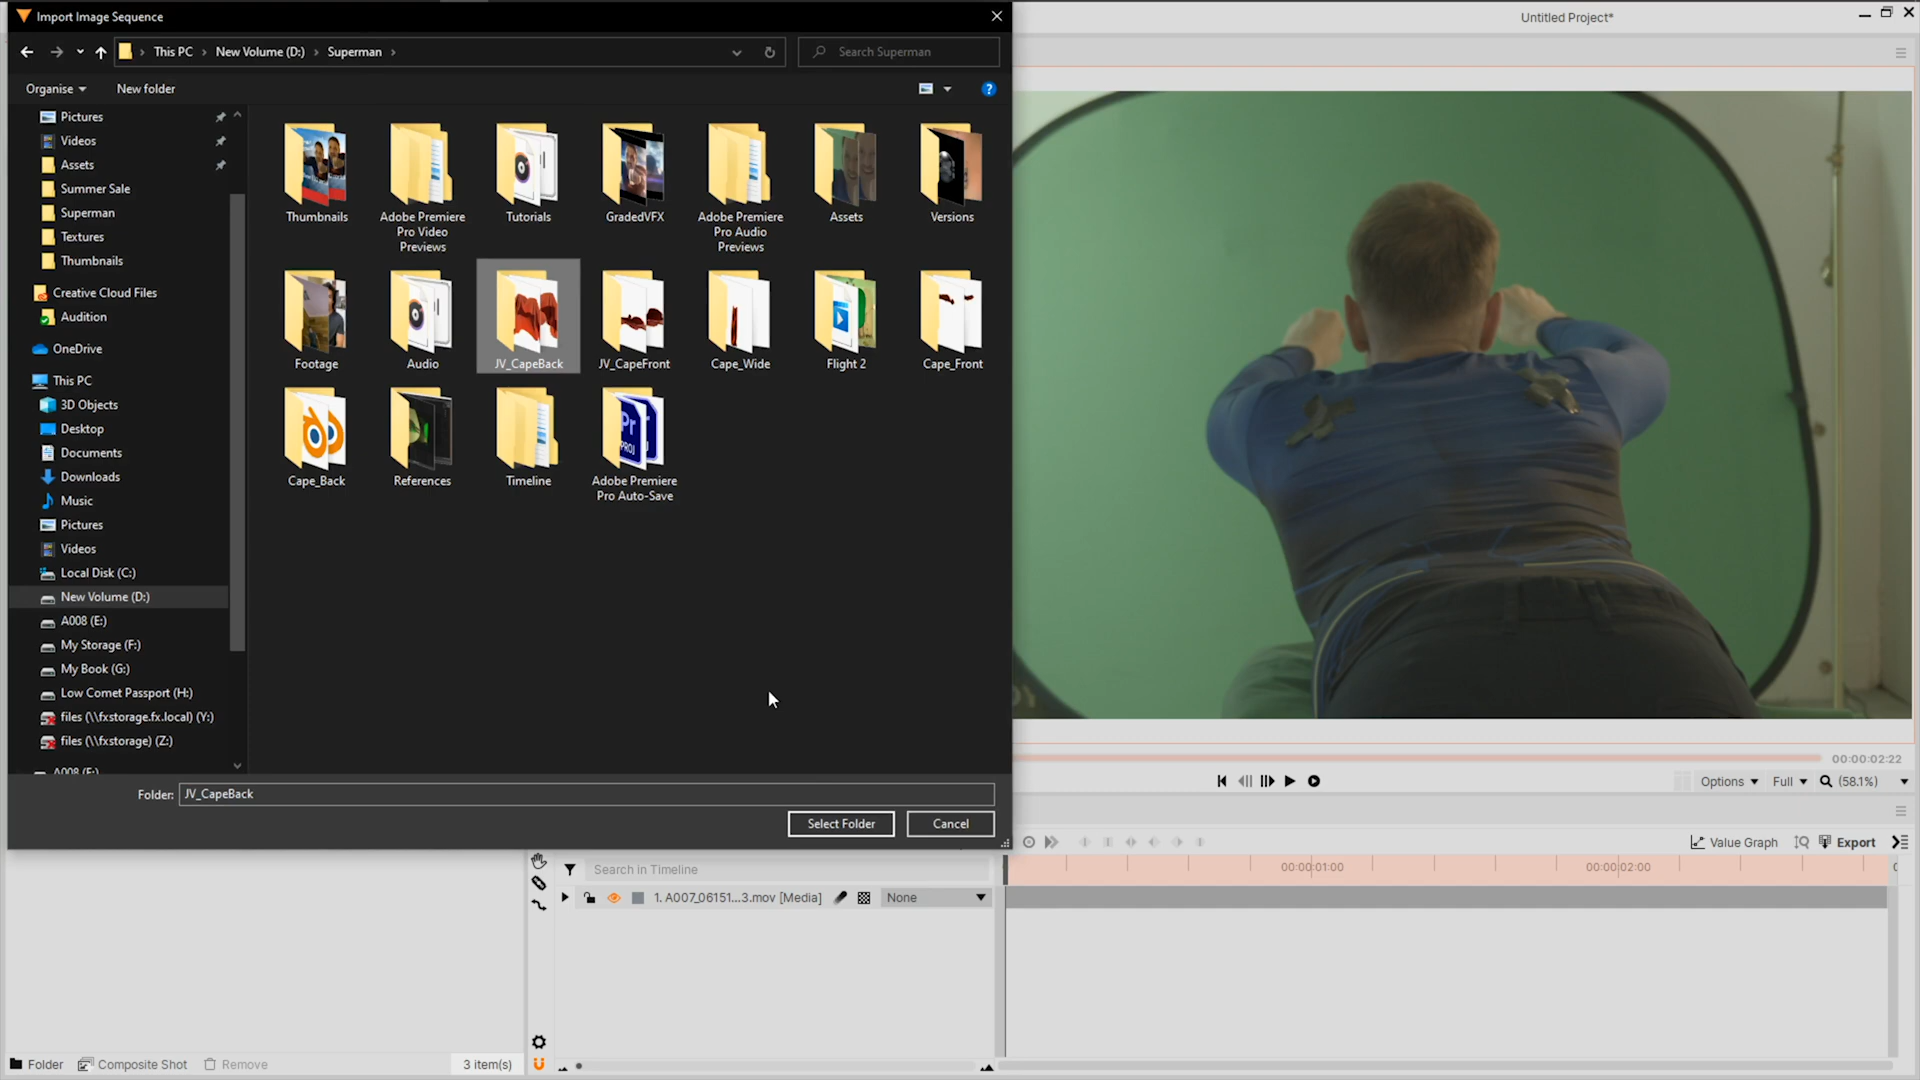 Import Image Sequence
Untitled Project*
This PC
New Volume (D:)
Superman
Search Superman
Organise
New folder
Pictures
Videos
Assets
Summer Sale
Superman
Textures
Thumbnails
Creative Cloud Files
Audition
OneDrive
This PC
3D Objects
Desktop
Documents
Downloads
Music
Pictures
Videos
Local Disk (C:)
New Volume (D:)
A008 (E:)
My Storage (F:)
My Book (G:)
Low Comet Passport (H:)
files (\\fxstorage.fx.local) (Y:)
files (\\fxstorage) (Z:)
A008 (E:)
Thumbnails
Adobe Premiere
Pro Video
Previews
Tutorials
GradedVFX
Adobe Premiere
Pro Audio
Previews
Assets
Versions
Footage
Audio
JV_CapeBack
JV_CapeFront
Cape_Wide
Flight 2
Cape_Front
Cape_Back
References
Timeline
Pr
PROJ
Adobe Premiere
Pro Auto-Save
Folder:
JV_CapeBack
Select Folder
Cancel
00:00:02:22
Options
Full
(58.1%)
Value Graph
Export
Search in Timeline
00:00:01:00
00:00:02:00
1. A007_06151...3.mov [Media]
None
Folder
Composite Shot
Remove
3 item(s)